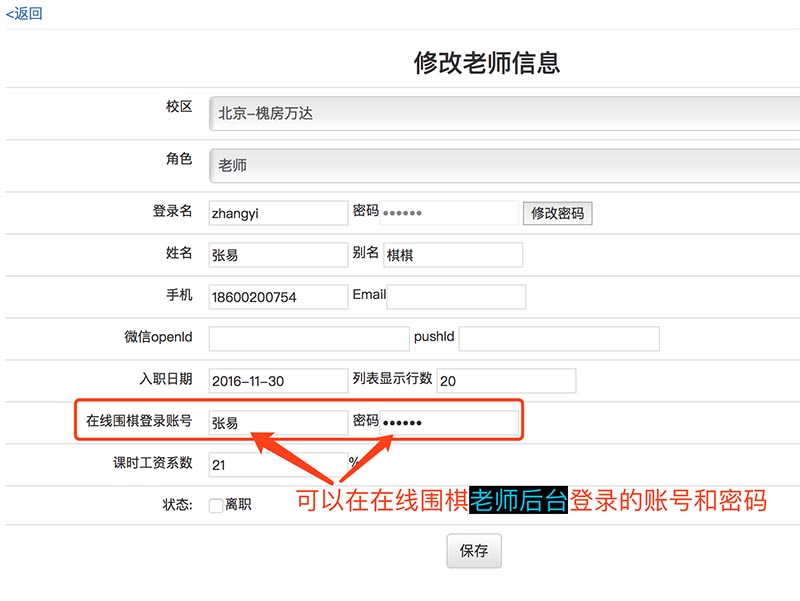 <返回
修改老师信息
校区 北京-槐房万达
角色 老师
登录名 zhangyi 密码 •••••• 修改密码
姓名 张易 别名 棋棋
手机 18600200754 Email
微信openId pushId
入职日期 2016-11-30 列表显示行数 20
在线围棋登录账号 张易 密码 ••••••
课时工资系数 21 %
状态: 离职
可以在在线围棋老师后台登录的账号和密码
保存